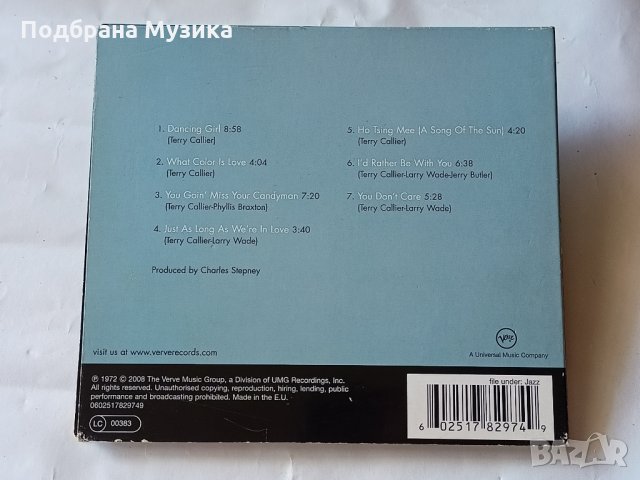 Подбрана Музика
1. Dancing Girl 8:58
(Terry Callier)
2. What Color Is Love 4:04
(Terry Callier)
3. You Goin' Miss Your Candyman 7:20
(Terry Callier-Phyllis Braxton)
4. Just As Long As We're In Love 3:40
(Terry Callier-Larry Wade)
Produced by Charles Stepney
5. Ho Tsing Mee (A Song Of The Sun) 4:20
(Terry Callier)
6. I'd Rather Be With You 6:38
(Terry Callier-Larry Wade-Jerry Butler)
7. You Don't Care 5:28
(Terry Callier-Larry Wade)
visit us at www.ververecords.com
Verve
A Universal Music Company
℗ 1972 © 2008 The Verve Music Group, a Division of UMG Recordings, Inc.
All rights reserved. Unauthorised copying, reproduction, hiring, lending, public
performance and broadcasting prohibited. Made in the E.U.
0602517829749
LC 00383
file under: Jazz
6 02517 82974 9
BAZAR